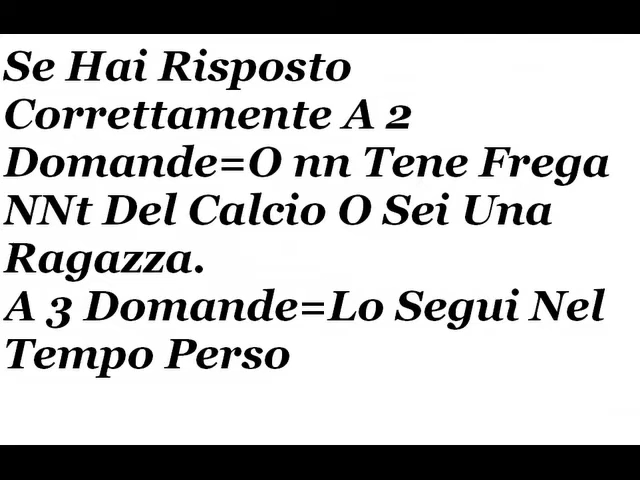 Se Hai Risposto
Correttamente A 2
Domande=O nn Tene Frega
NNt Del Calcio O Sei Una
Ragazza.
A 3 Domande=Lo Segui Nel
Tempo Perso